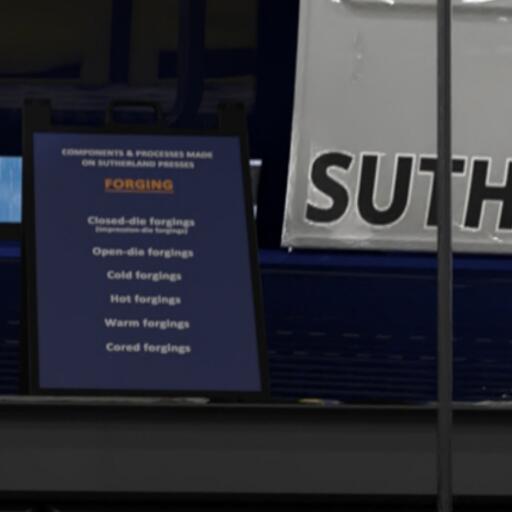 COMPONENTS & PROCESSES MADE
ON SUTHERLAND PRESSES
FORGING
Closed-die forgings
(impression-die forgings)
Open-die forgings
Cold forgings
Hot forgings
Warm forgings
Cored forgings
SUTH